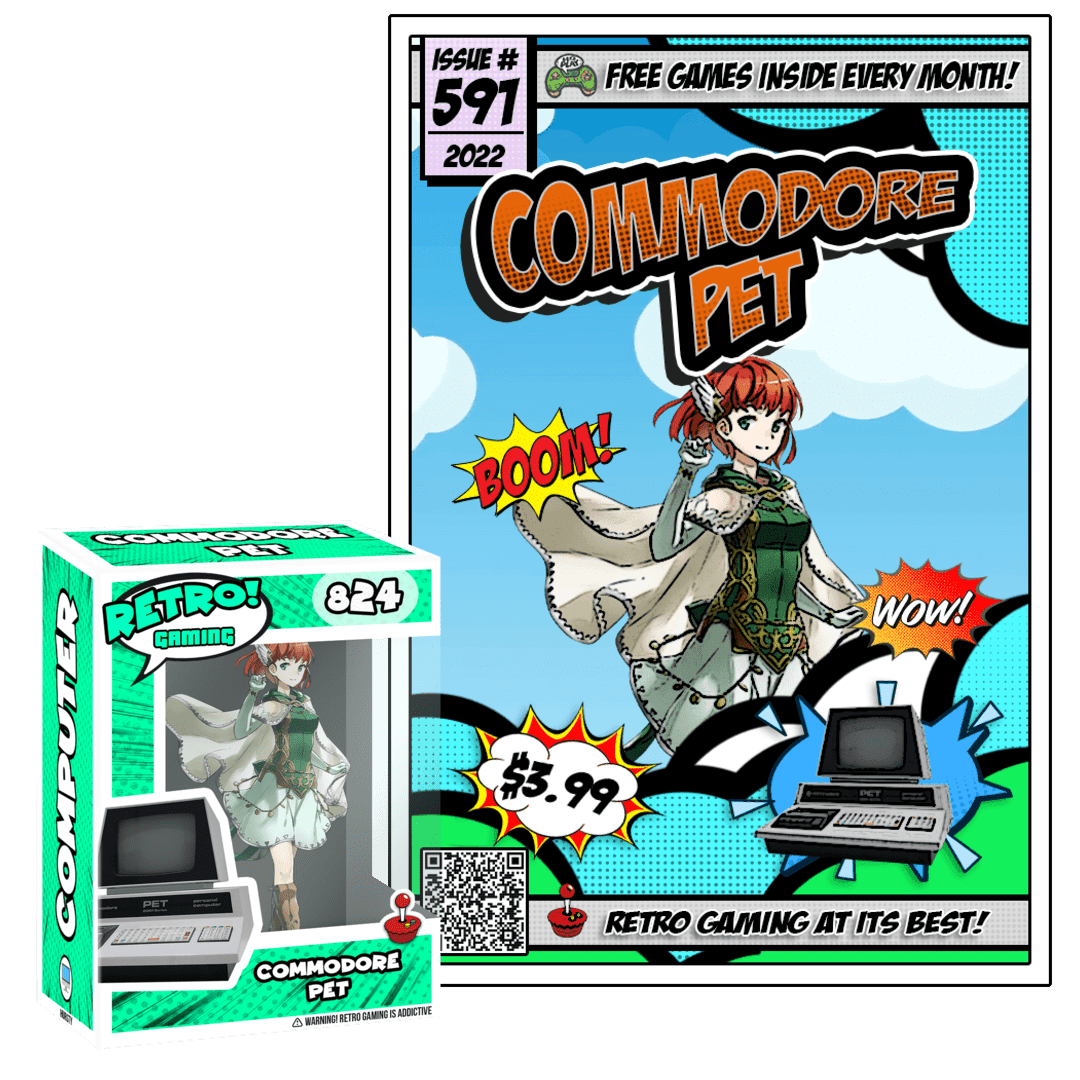 ISSUE #
591
2022
FREE GAMES INSIDE EVERY MONTH!
COMMODORE
PET
BOOM!
WOW!
$3.99
PET
RETRO GAMING AT ITS BEST!
COMMODORE
PET
RETRO!
GAMING
824
COMPUTER
PET
personal
computer
COMMODORE
PET
WARNING! RETRO GAMING IS ADDICTIVE